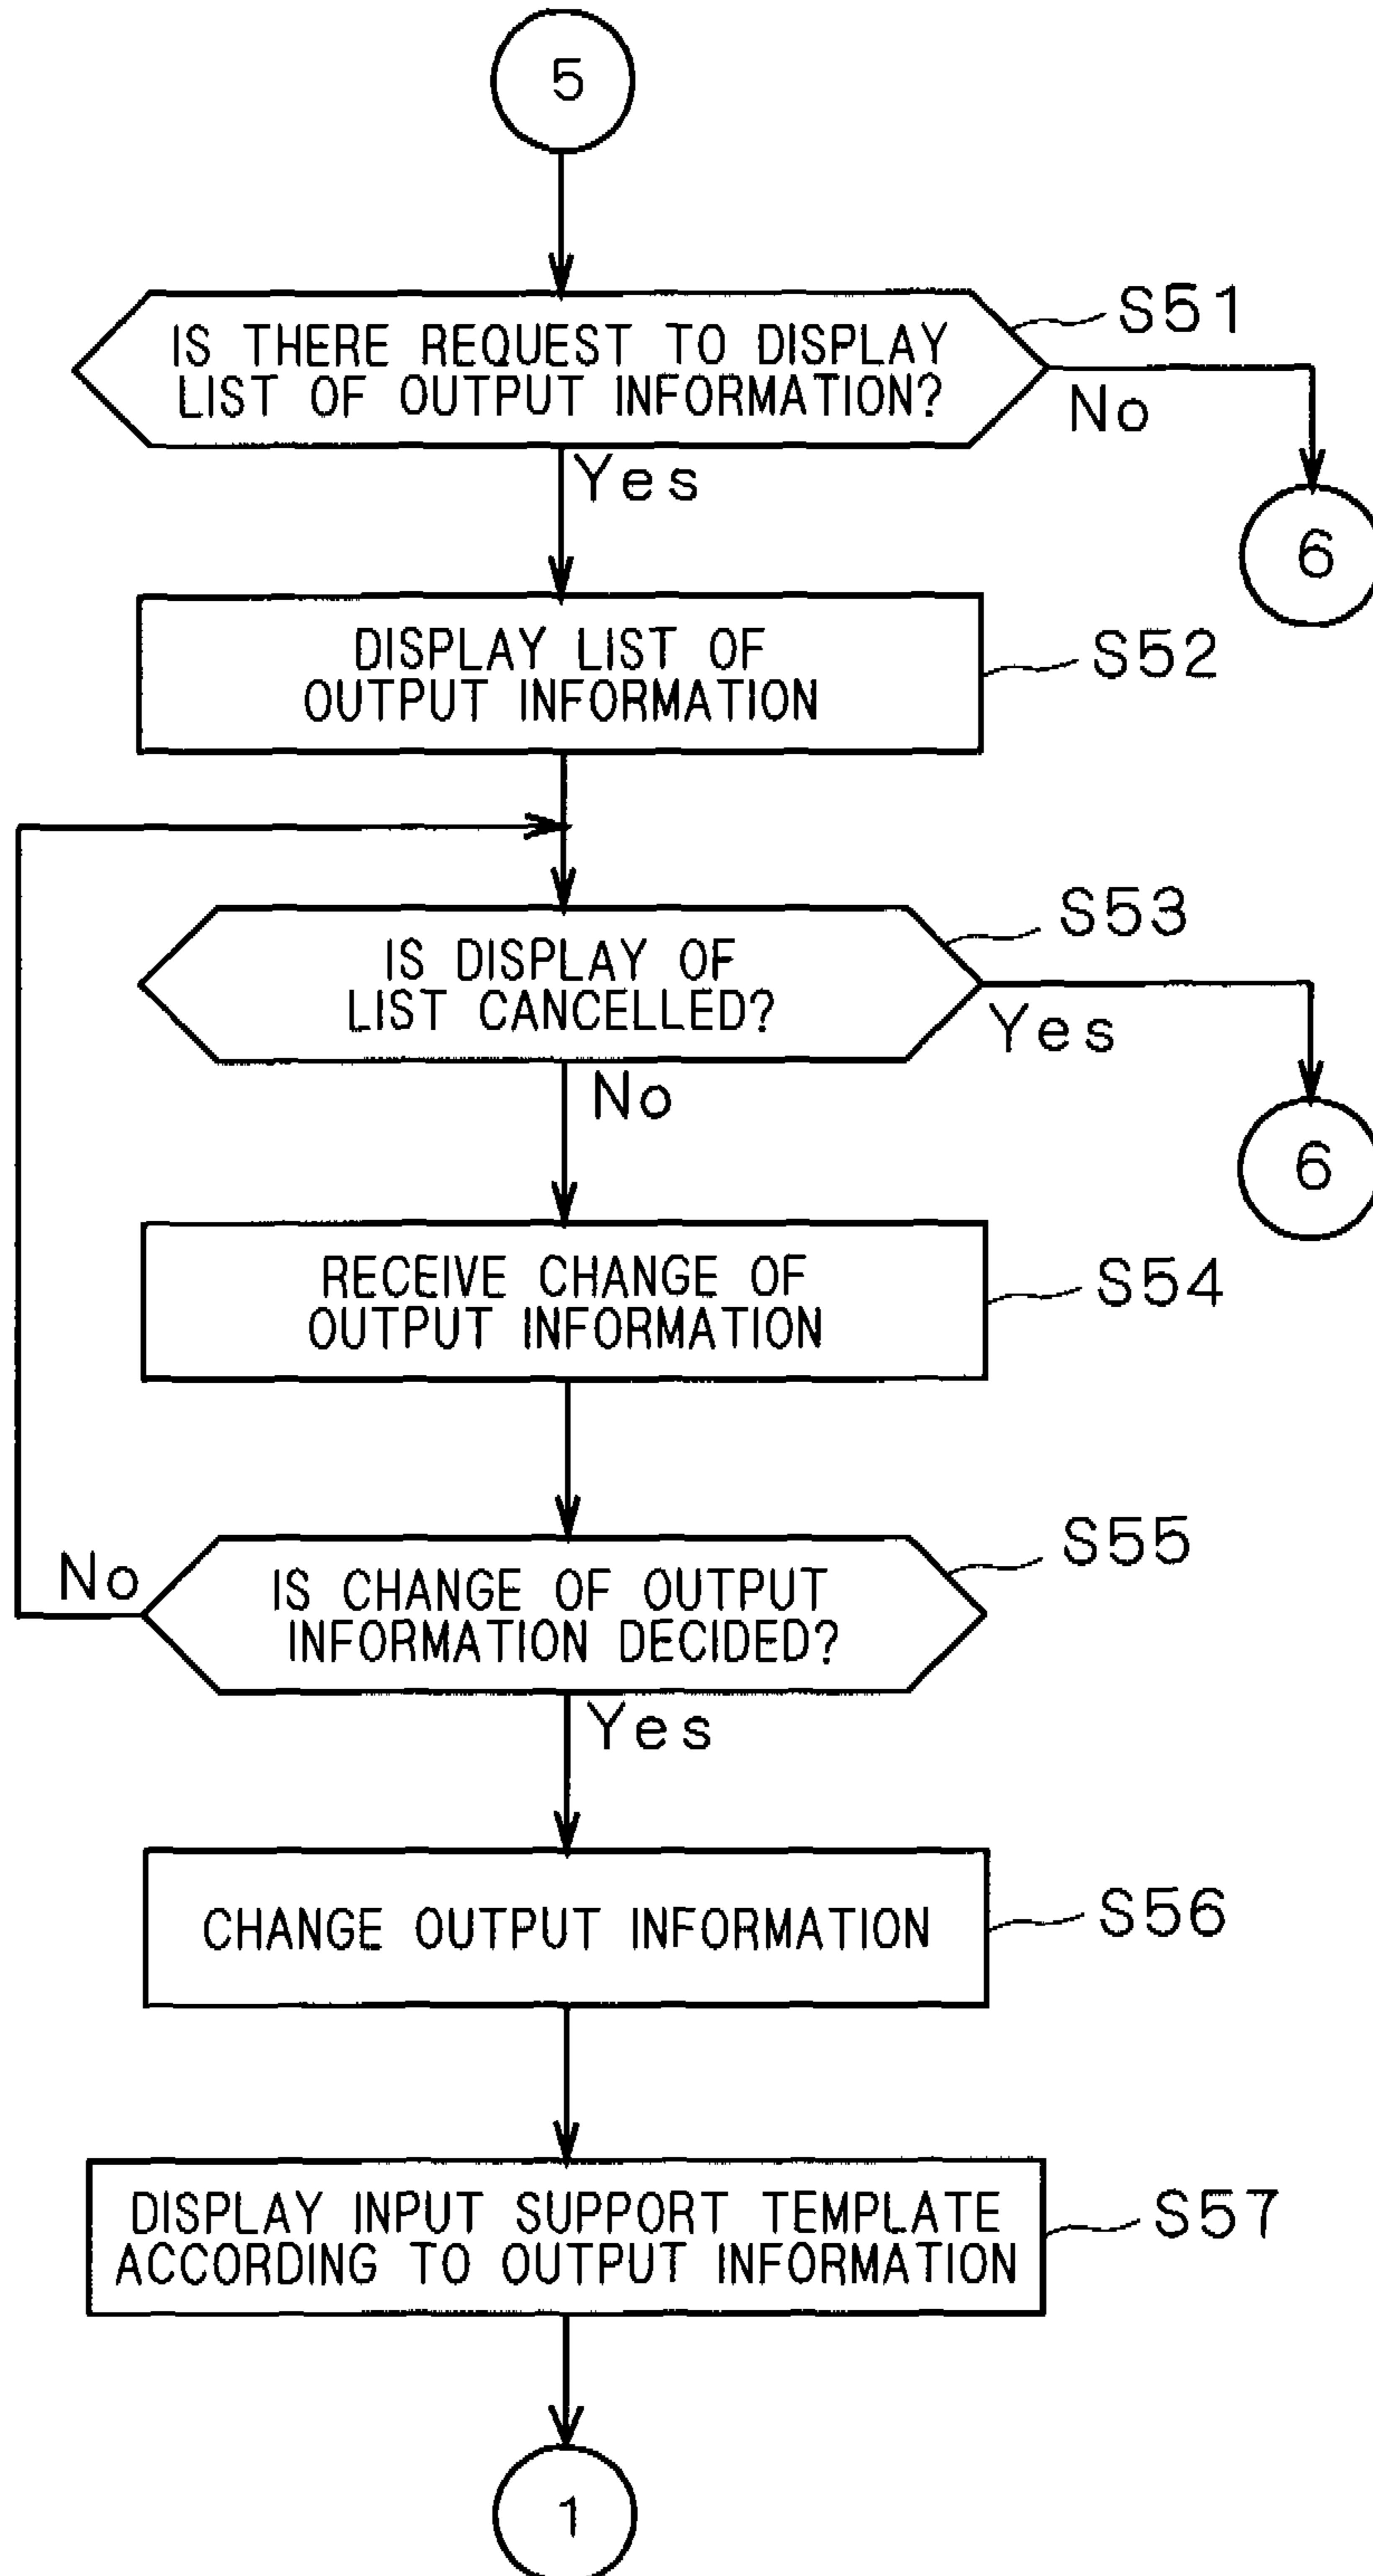 5
IS THERE REQUEST TO DISPLAY
LIST OF OUTPUT INFORMATION?
S51
No
Yes
6
DISPLAY LIST OF
OUTPUT INFORMATION
S52
IS DISPLAY OF
LIST CANCELLED?
S53
Yes
No
6
RECEIVE CHANGE OF
OUTPUT INFORMATION
S54
IS CHANGE OF OUTPUT
INFORMATION DECIDED?
S55
No
Yes
CHANGE OUTPUT INFORMATION
S56
DISPLAY INPUT SUPPORT TEMPLATE
ACCORDING TO OUTPUT INFORMATION
S57
1